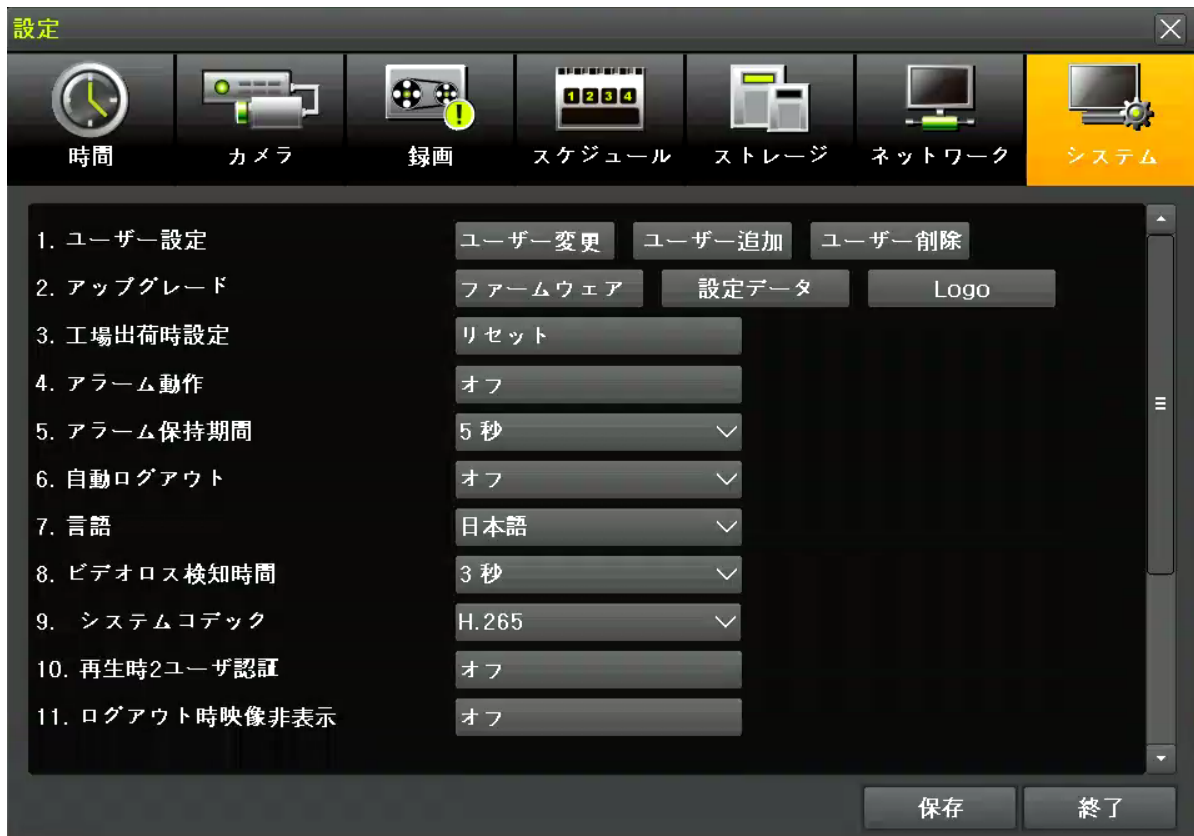 設定
時間 カメラ 録画 スケジュール ストレージ ネットワーク システム
1. ユーザー設定 ユーザー変更 ユーザー追加 ユーザー削除
2. アップグレード ファームウェア 設定データ Logo
3. 工場出荷時設定 リセット
4. アラーム動作 オフ
5. アラーム保持期間 5 秒
6. 自動ログアウト オフ
7. 言語 日本語
8. ビデオロス検知時間 3 秒
9. システムコデック H.265
10. 再生時2ユーザ認証 オフ
11. ログアウト時映像非表示 オフ
保存 終了